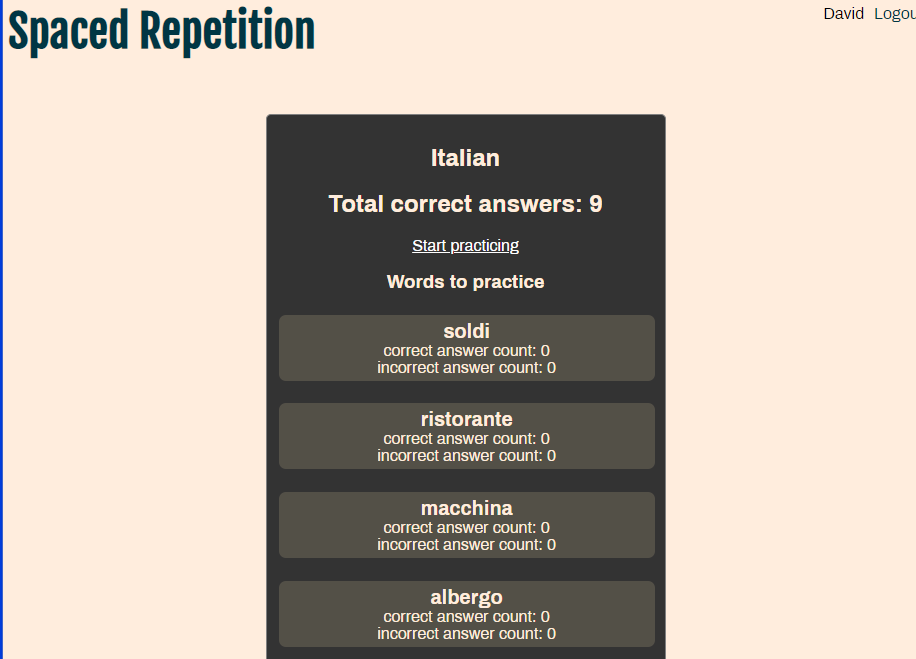 Spaced Repetition
David Logou
Italian
Total correct answers: 9
Start practicing
Words to practice
soldi
correct answer count: 0
incorrect answer count: 0
ristorante
correct answer count: 0
incorrect answer count: 0
macchina
correct answer count: 0
incorrect answer count: 0
albergo
correct answer count: 0
incorrect answer count: 0